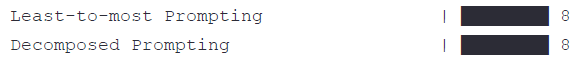 Least-to-most Prompting | 8
Decomposed Prompting | 8